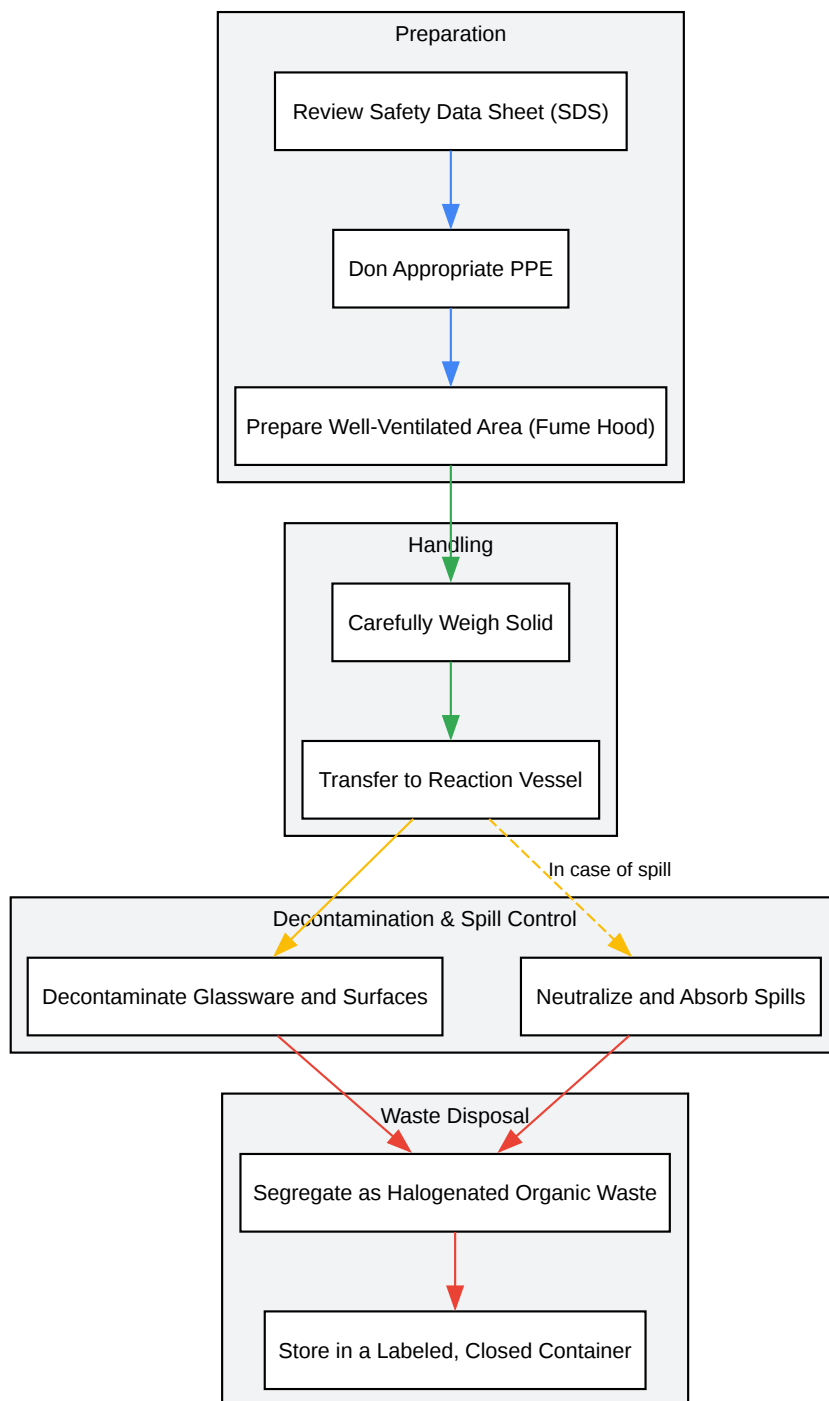 Preparation
Review Safety Data Sheet (SDS)
Don Appropriate PPE
Prepare Well-Ventilated Area (Fume Hood)
Handling
Carefully Weigh Solid
Transfer to Reaction Vessel
In case of spill
Decontamination & Spill Control
Decontaminate Glassware and Surfaces
Neutralize and Absorb Spills
Waste Disposal
Segregate as Halogenated Organic Waste
Store in a Labeled, Closed Container